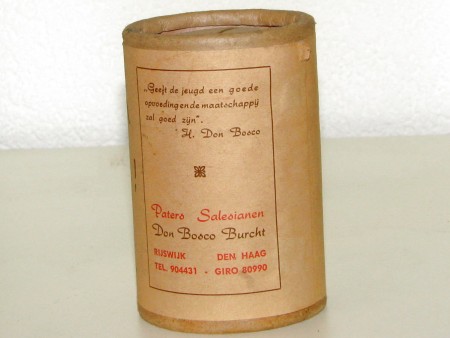 „Geeft de jeugd een goede
opvoeding en de maatschappij
zal goed zijn".
H. Don Bosco
Paters Salesianen
Don Bosco Burcht
RIJSWIJK DEN HAAG
TEL. 904431 - GIRO 80990